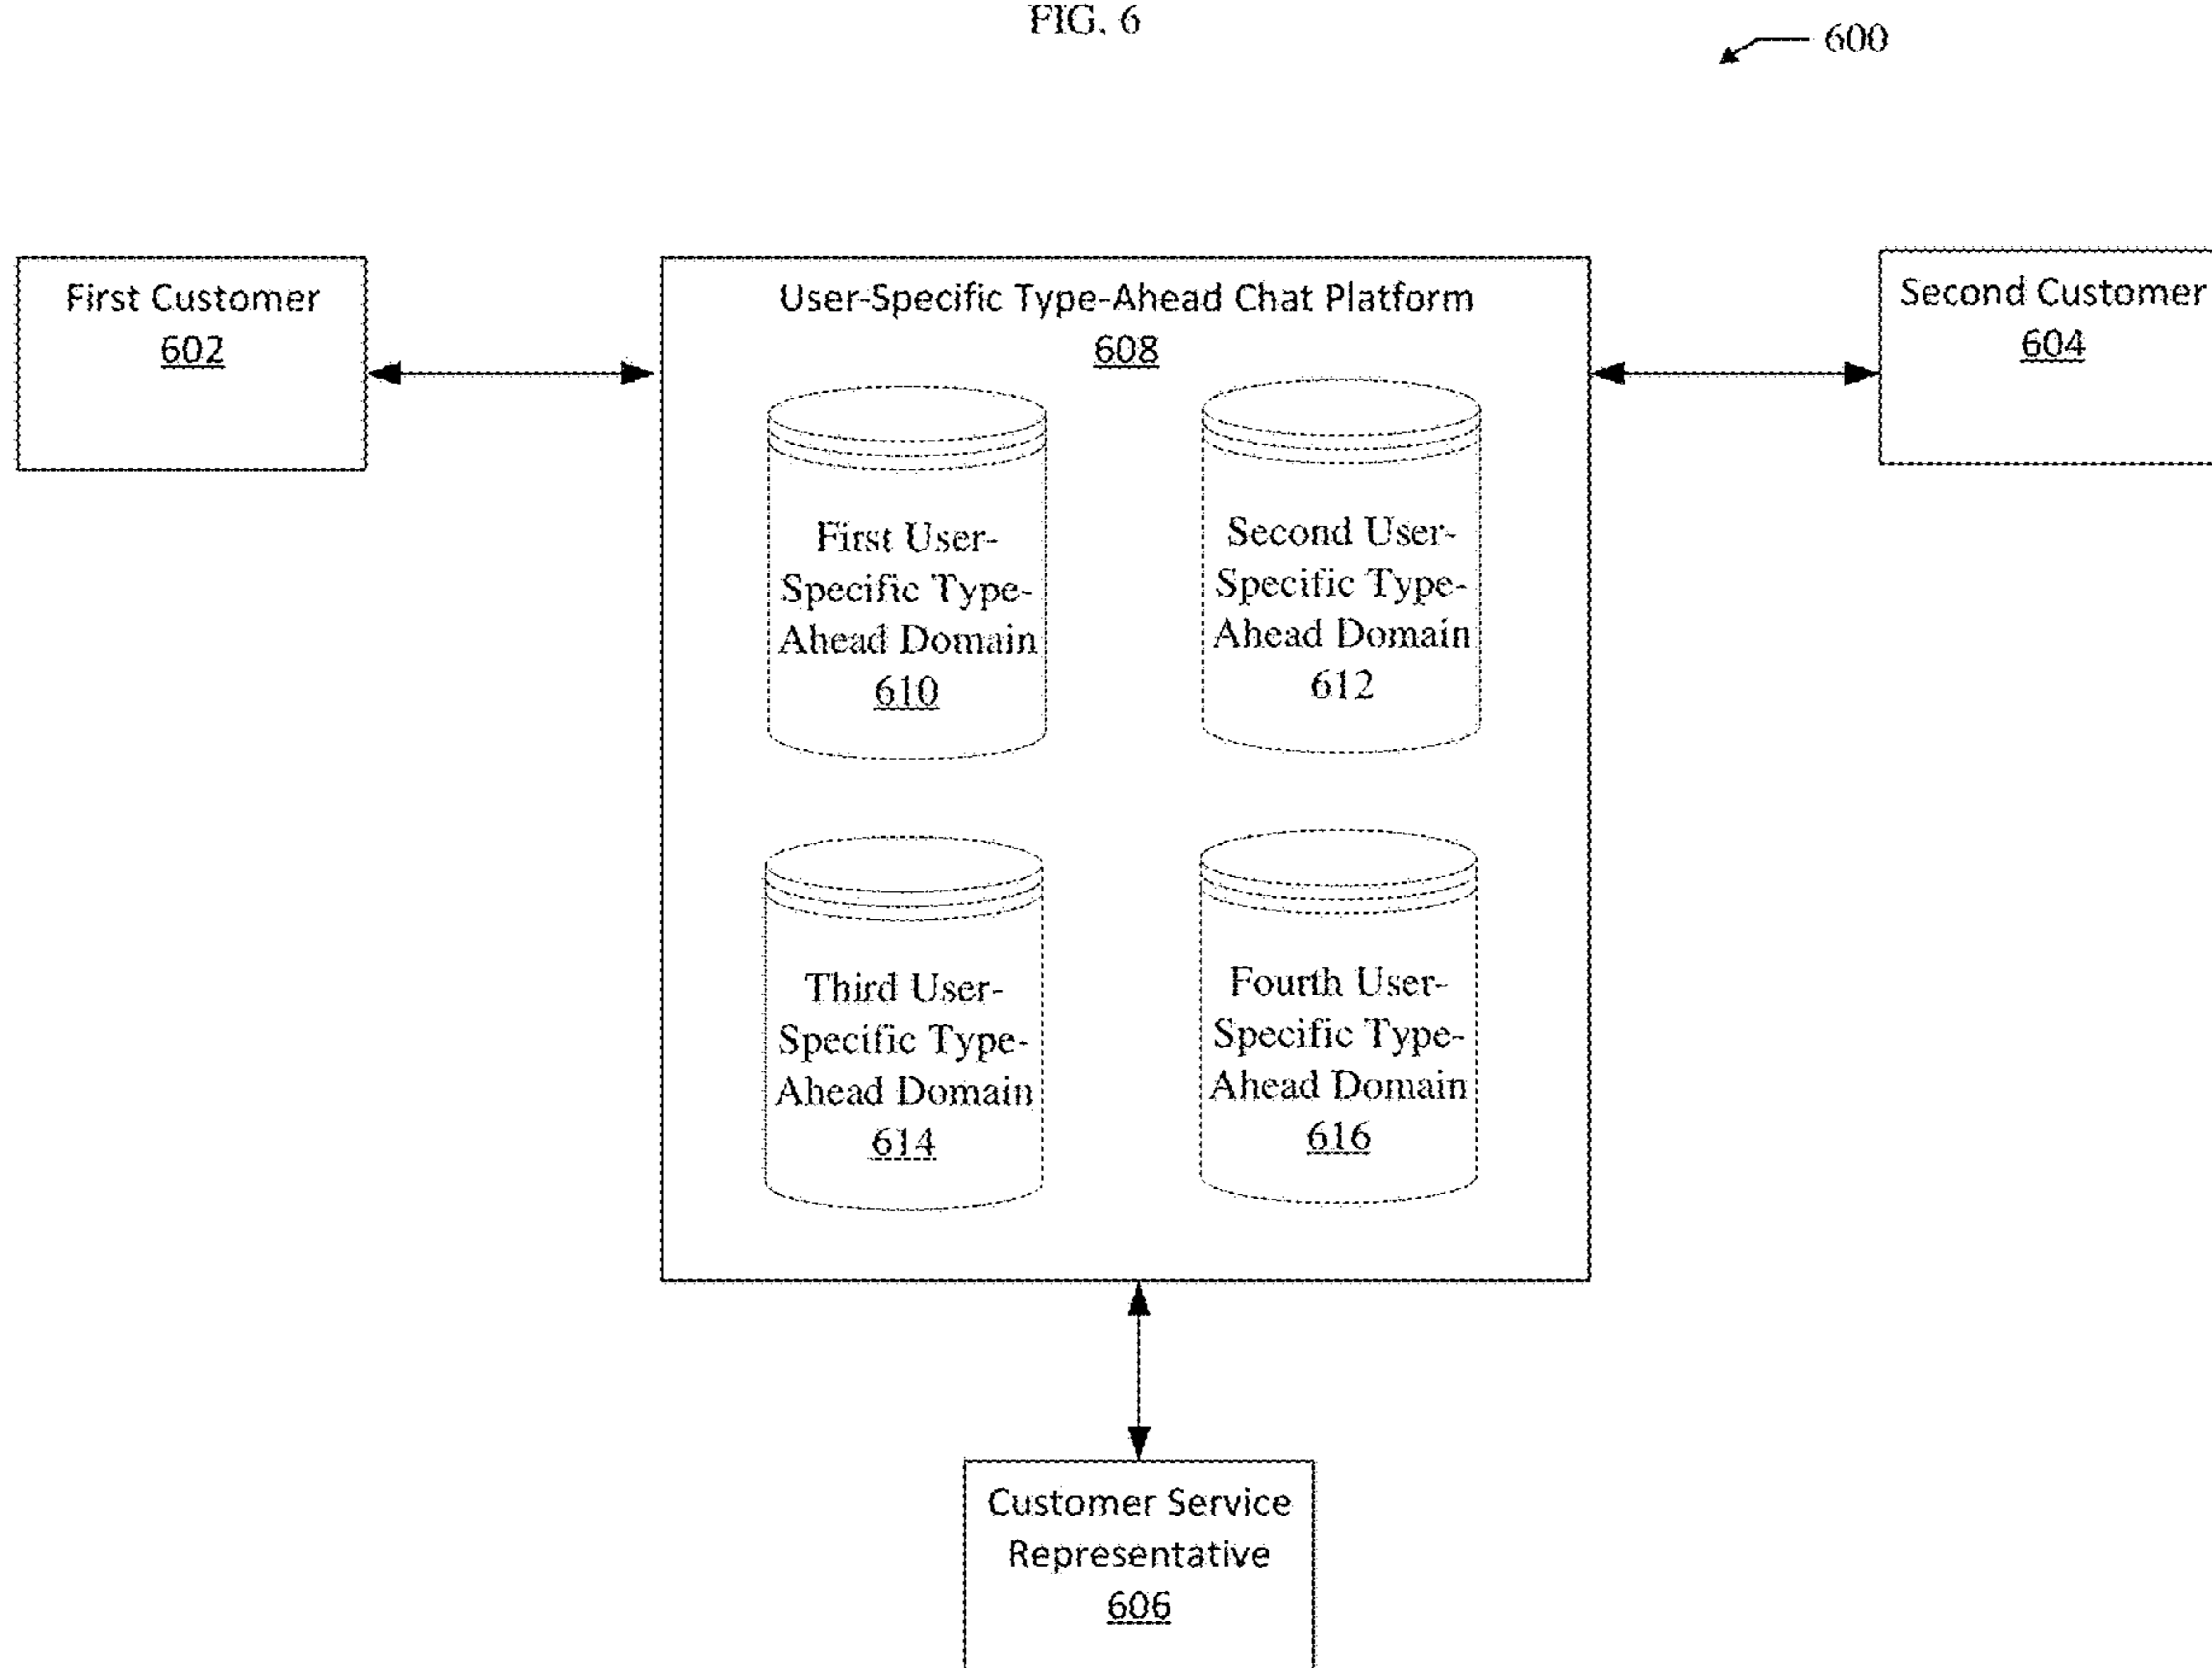 FIG. 6
600
First Customer
602
User-Specific Type-Ahead Chat Platform
608
Second Customer
604
First User-
Specific Type-
Ahead Domain
610
Second User-
Specific Type-
Ahead Domain
612
Third User-
Specific Type-
Ahead Domain
614
Fourth User-
Specific Type-
Ahead Domain
616
Customer Service
Representative
606